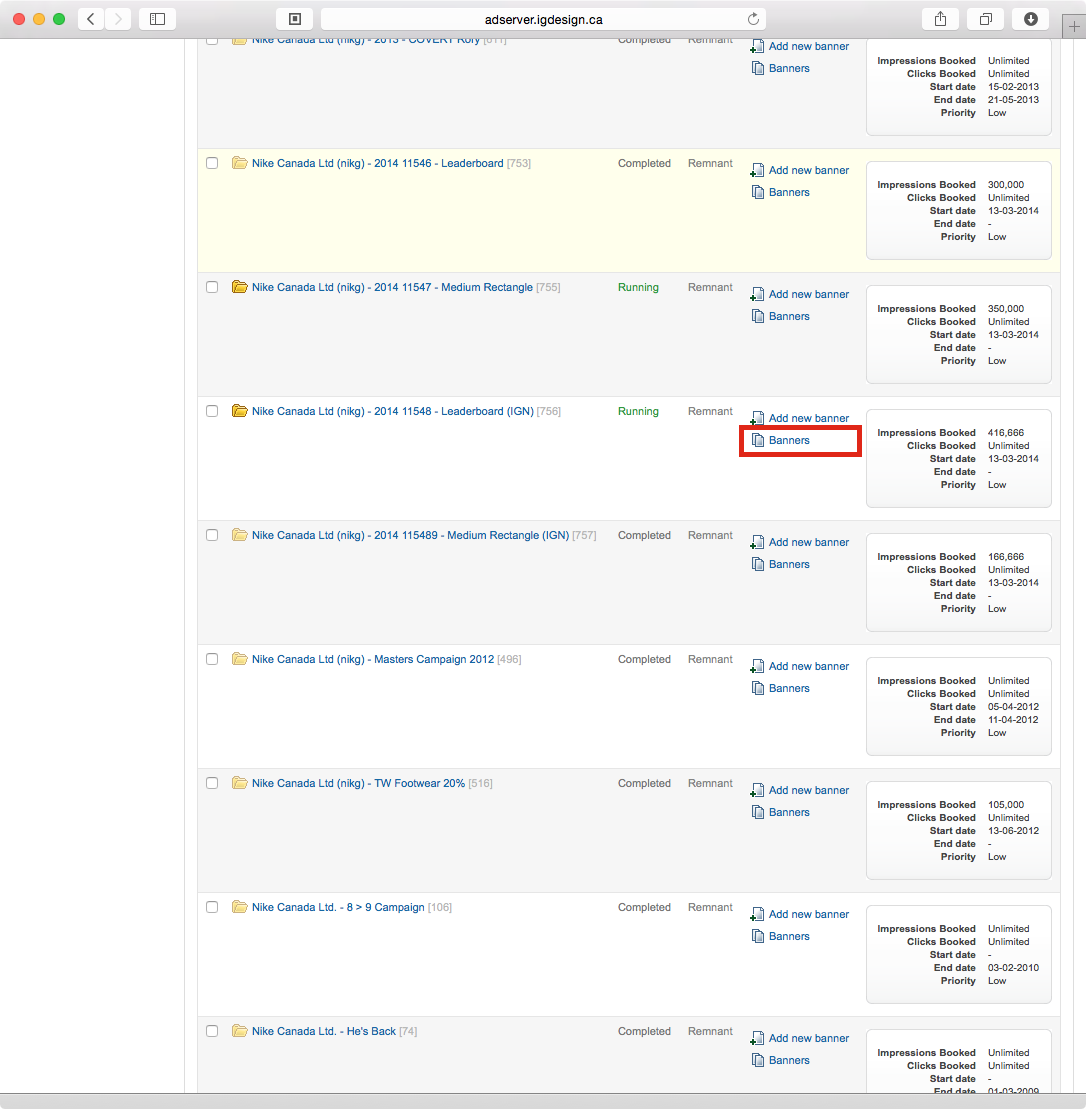 adserver.igdesign.ca
Nike Canada Ltd (nikg) - 2013 - COVERT Rory [611] Completed Remnant
Add new banner
Banners
Impressions Booked Unlimited
Clicks Booked Unlimited
Start date 15-02-2013
End date 21-05-2013
Priority Low
Nike Canada Ltd (nikg) - 2014 11546 - Leaderboard [753] Completed Remnant
Add new banner
Banners
Impressions Booked 300,000
Clicks Booked Unlimited
Start date 13-03-2014
End date -
Priority Low
Nike Canada Ltd (nikg) - 2014 11547 - Medium Rectangle [755] Running Remnant
Add new banner
Banners
Impressions Booked 350,000
Clicks Booked Unlimited
Start date 13-03-2014
End date -
Priority Low
Nike Canada Ltd (nikg) - 2014 11548 - Leaderboard (IGN) [756] Running Remnant
Add new banner
Banners
Impressions Booked 416,666
Clicks Booked Unlimited
Start date 13-03-2014
End date -
Priority Low
Nike Canada Ltd (nikg) - 2014 115489 - Medium Rectangle (IGN) [757] Completed Remnant
Add new banner
Banners
Impressions Booked 166,666
Clicks Booked Unlimited
Start date 13-03-2014
End date -
Priority Low
Nike Canada Ltd (nikg) - Masters Campaign 2012 [496] Completed Remnant
Add new banner
Banners
Impressions Booked Unlimited
Clicks Booked Unlimited
Start date 05-04-2012
End date 11-04-2012
Priority Low
Nike Canada Ltd (nikg) - TW Footwear 20% [516] Completed Remnant
Add new banner
Banners
Impressions Booked 105,000
Clicks Booked Unlimited
Start date 13-06-2012
End date -
Priority Low
Nike Canada Ltd. - 8 > 9 Campaign [106] Completed Remnant
Add new banner
Banners
Impressions Booked Unlimited
Clicks Booked Unlimited
Start date -
End date 03-02-2010
Priority Low
Nike Canada Ltd. - He's Back [74] Completed Remnant
Add new banner
Banners
Impressions Booked Unlimited
Clicks Booked Unlimited
Start date -
End date 01-03-2009